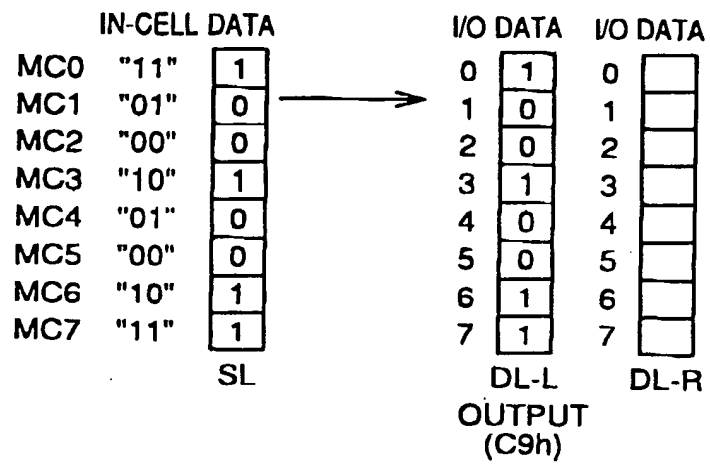 IN-CELL DATA I/O DATA I/O DATA
MC0 "11" 1 0 1 0
MC1 "01" 0 1 0 1
MC2 "00" 0 2 0 2
MC3 "10" 1 3 1 3
MC4 "01" 0 4 0 4
MC5 "00" 0 5 0 5
MC6 "10" 1 6 1 6
MC7 "11" 1 7 1 7
SL DL-L DL-R
OUTPUT
(C9h)